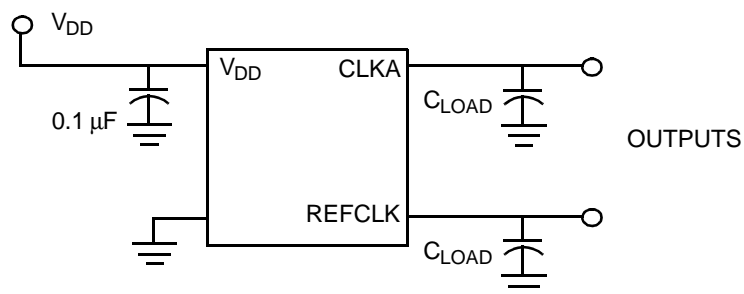 VDD
VDD CLKA
0.1 μF
CLOAD
OUTPUTS
REFCLK
CLOAD